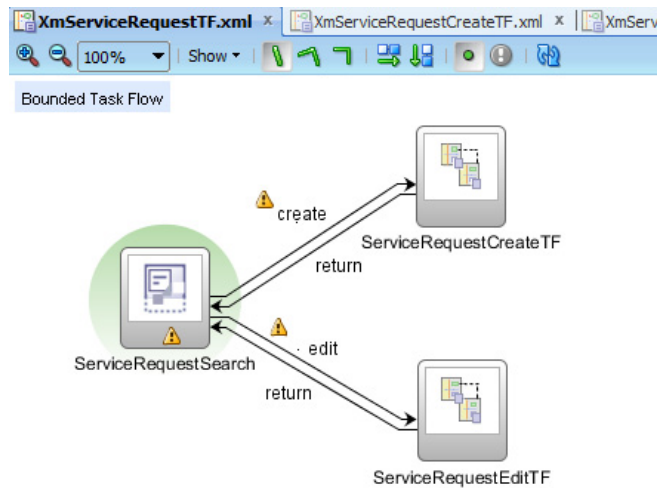 XmServiceRequestTF.xml x XmServiceRequestCreateTF.xml x XmServ
100% Show
Bounded Task Flow
create
ServiceRequestCreateTF
return
edit
ServiceRequestSearch
return
ServiceRequestEditTF